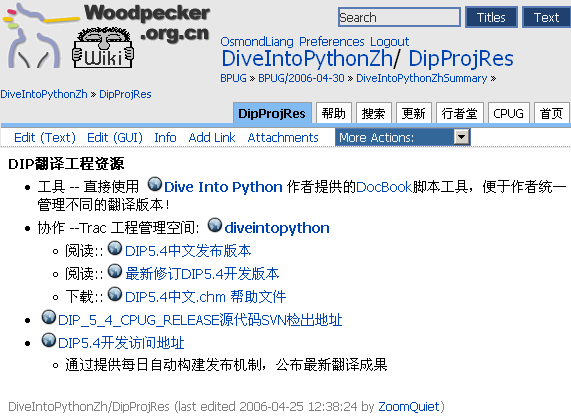 Woodpecker
.org.cn
Wiki
Search
Titles
Text
OsmondLiang Preferences Logout
DiveIntoPythonZh/ DipProjRes
BPUG » BPUG/2006-04-30 » DiveIntoPythonZhSummary »
DiveIntoPythonZh » DipProjRes
DipProjRes 帮助 搜索 更新 行者堂 CPUG 首页
Edit (Text) Edit (GUI) Info Add Link Attachments More Actions:
DIP翻译工程资源
工具 -- 直接使用 Dive Into Python 作者提供的DocBook脚本工具，便于作者统一
管理不同的翻译版本！
协作 --Trac 工程管理空间: diveintopython
阅读:: DIP5.4中文发布版本
阅读:: 最新修订DIP5.4开发版本
下载:: DIP5.4中文.chm 帮助文件
DIP_5_4_CPUG_RELEASE源代码SVN检出地址
DIP5.4开发访问地址
通过提供每日自动构建发布机制，公布最新翻译成果
DiveIntoPythonZh/DipProjRes (last edited 2006-04-25 12:38:24 by ZoomQuiet)